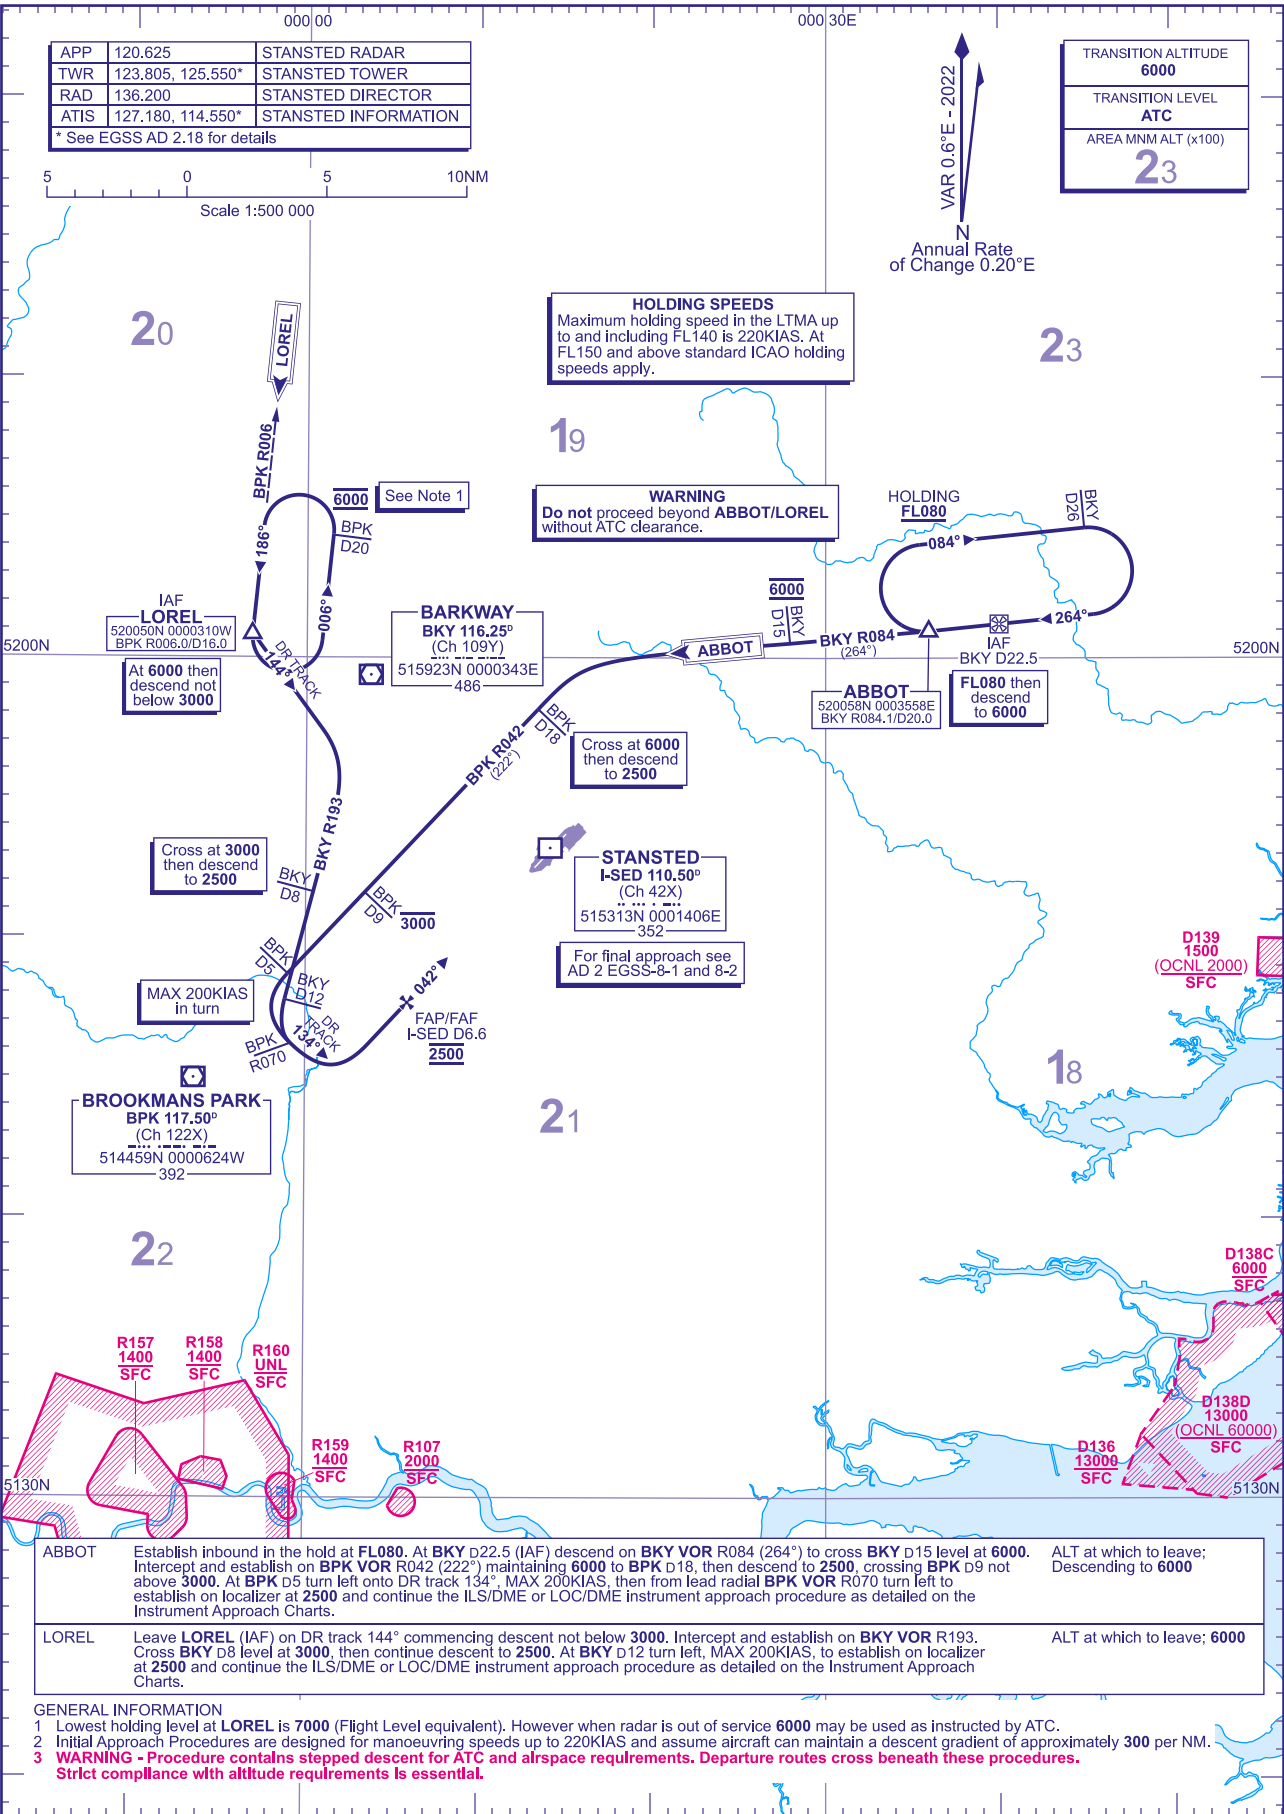 000 00
000 30E
APP 120.625 STANSTED RADAR
TWR 123.805, 125.550* STANSTED TOWER
RAD 136.200 STANSTED DIRECTOR
ATIS 127.180, 114.550* STANSTED INFORMATION
* See EGSS AD 2.18 for details
5 0 5 10NM
Scale 1:500 000
VAR 0.6°E - 2022
N
Annual Rate
of Change 0.20°E
TRANSITION ALTITUDE
6000
TRANSITION LEVEL
ATC
AREA MNM ALT (x100)
23
20
LOREL
HOLDING SPEEDS
Maximum holding speed in the LTMA up
to and including FL140 is 220KIAS. At
FL150 and above standard ICAO holding
speeds apply.
23
19
BPK R006
6000
See Note 1
BPK
D20
186°
006°
WARNING
Do not proceed beyond ABBOT/LOREL
without ATC clearance.
HOLDING
FL080
BKY
D26
084°
264°
IAF
LOREL
520050N 0000310W
BPK R006.0/D16.0
At 6000 then
descend not
below 3000
DR TRACK
144°
BARKWAY
BKY 116.25D
(Ch 109Y)
515923N 0000343E
486
6000
BKY
D15
BKY R084
(264°)
ABBOT
IAF
BKY D22.5
5200N
5200N
ABBOT
520058N 0003558E
BKY R084.1/D20.0
FL080 then
descend
to 6000
BPK
D18
BPK R042
(222°)
Cross at 6000
then descend
to 2500
BKY R193
Cross at 3000
then descend
to 2500
BKY
D8
BPK
D9
3000
STANSTED
I-SED 110.50D
(Ch 42X)
515313N 0001406E
352
For final approach see
AD 2 EGSS-8-1 and 8-2
BPK
D5
BKY
D12
MAX 200KIAS
in turn
DR
TRACK
134°
042°
FAP/FAF
I-SED D6.6
2500
BPK
R070
D139
1500
(OCNL 2000)
SFC
18
BROOKMANS PARK
BPK 117.50D
(Ch 122X)
514459N 0000624W
392
21
22
D138C
6000
SFC
R157
1400
SFC
R158
1400
SFC
R160
UNL
SFC
R159
1400
SFC
R107
2000
SFC
D138D
13000
(OCNL 60000)
SFC
D136
13000
SFC
5130N
5130N
ABBOT Establish inbound in the hold at FL080. At BKY D22.5 (IAF) descend on BKY VOR R084 (264°) to cross BKY D15 level at 6000. ALT at which to leave;
Intercept and establish on BPK VOR R042 (222°) maintaining 6000 to BPK D18, then descend to 2500, crossing BPK D9 not Descending to 6000
above 3000. At BPK D5 turn left onto DR track 134°, MAX 200KIAS, then from lead radial BPK VOR R070 turn left to
establish on localizer at 2500 and continue the ILS/DME or LOC/DME instrument approach procedure as detailed on the
Instrument Approach Charts.
LOREL Leave LOREL (IAF) on DR track 144° commencing descent not below 3000. Intercept and establish on BKY VOR R193. ALT at which to leave; 6000
Cross BKY D8 level at 3000, then continue descent to 2500. At BKY D12 turn left, MAX 200KIAS, to establish on localizer
at 2500 and continue the ILS/DME or LOC/DME instrument approach procedure as detailed on the Instrument Approach
Charts.
GENERAL INFORMATION
1 Lowest holding level at LOREL is 7000 (Flight Level equivalent). However when radar is out of service 6000 may be used as instructed by ATC.
2 Initial Approach Procedures are designed for manoeuvring speeds up to 220KIAS and assume aircraft can maintain a descent gradient of approximately 300 per NM.
3 WARNING - Procedure contains stepped descent for ATC and airspace requirements. Departure routes cross beneath these procedures.
Strict compliance with altitude requirements is essential.